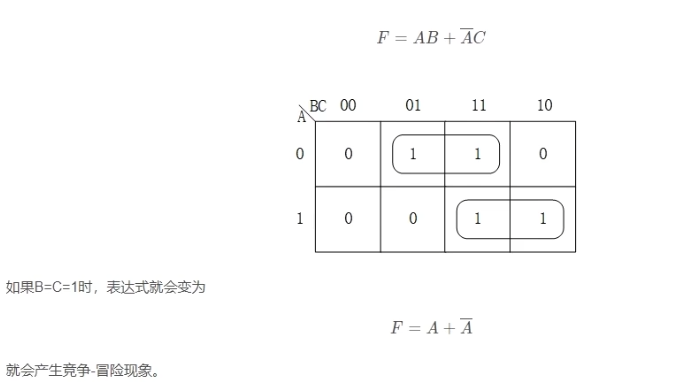 F = AB + A̅C
A BC 00 01 11 10
0 0 1 1 0
1 0 0 1 1
如果B=C=1时，表达式就会变为
F = A + A̅
就会产生竞争-冒险现象。